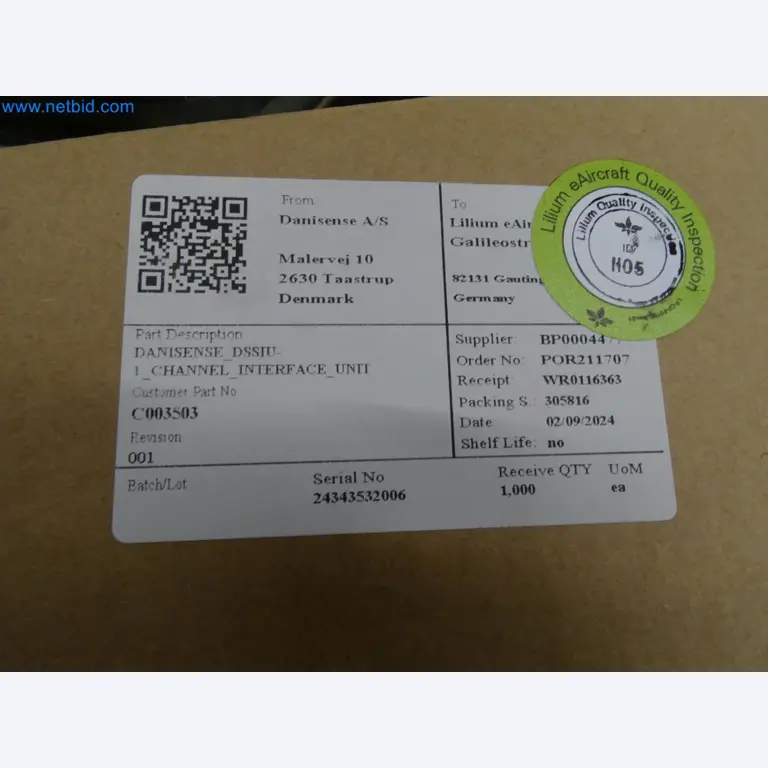 www.netbid.com
From
Danisense A/S
Malervej 10
2630 Taastrup
Denmark
To
Lilium eAir
Galileostr
82131 Gauting
Germany
Lilium eAircraft Quality Inspection
Lilium Quality Inspec
1105
Part Description
DANISENSE_DSSIU-
1_CHANNEL_INTERFACE_UNIT
Customer Part No
C003503
Revision
001
Supplier: BP000447
Order No: POR211707
Receipt: WR0116363
Packing S.: 305816
Date 02/09/2024
Shelf Life: no
Batch/Lot
Serial No
24343532006
Receive QTY UoM
1,000 ea